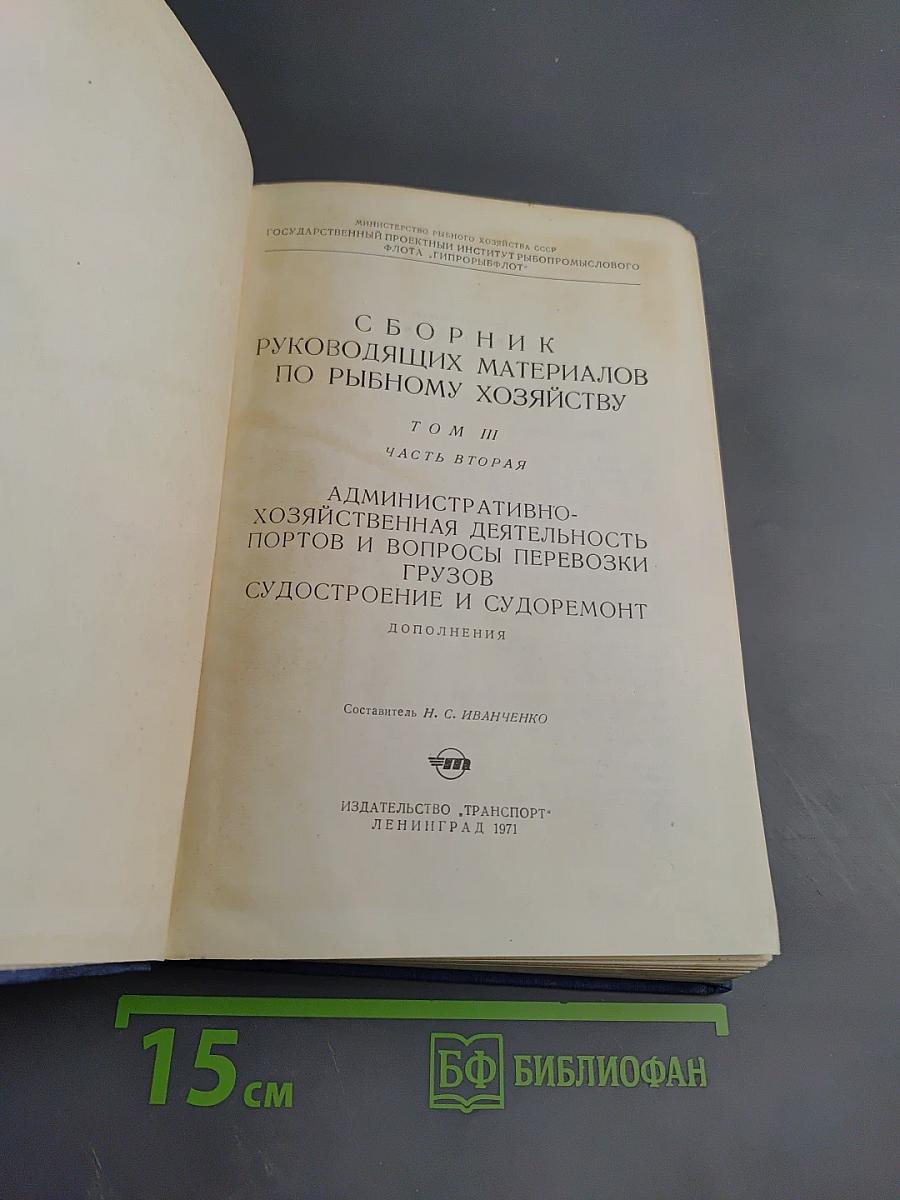 МИНИСТЕРСТВО РЫБНОГО ХОЗЯЙСТВА СССР
ГОСУДАРСТВЕННЫЙ ПРОЕКТНЫЙ ИНСТИТУТ РЫБОПРОМЫСЛОВОГО
ФЛОТА „ГИПРОРЫБФЛОТ"
СБОРНИК
РУКОВОДЯЩИХ МАТЕРИАЛОВ
ПО РЫБНОМУ ХОЗЯЙСТВУ
ТОМ III
ЧАСТЬ ВТОРАЯ
АДМИНИСТРАТИВНО-
ХОЗЯЙСТВЕННАЯ ДЕЯТЕЛЬНОСТЬ
ПОРТОВ И ВОПРОСЫ ПЕРЕВОЗКИ
ГРУЗОВ
СУДОСТРОЕНИЕ И СУДОРЕМОНТ
ДОПОЛНЕНИЯ
Составитель Н. С. ИВАНЧЕНКО
ИЗДАТЕЛЬСТВО „ТРАНСПОРТ"
ЛЕНИНГРАД 1971
15 см
БФ БИБЛИОФАН